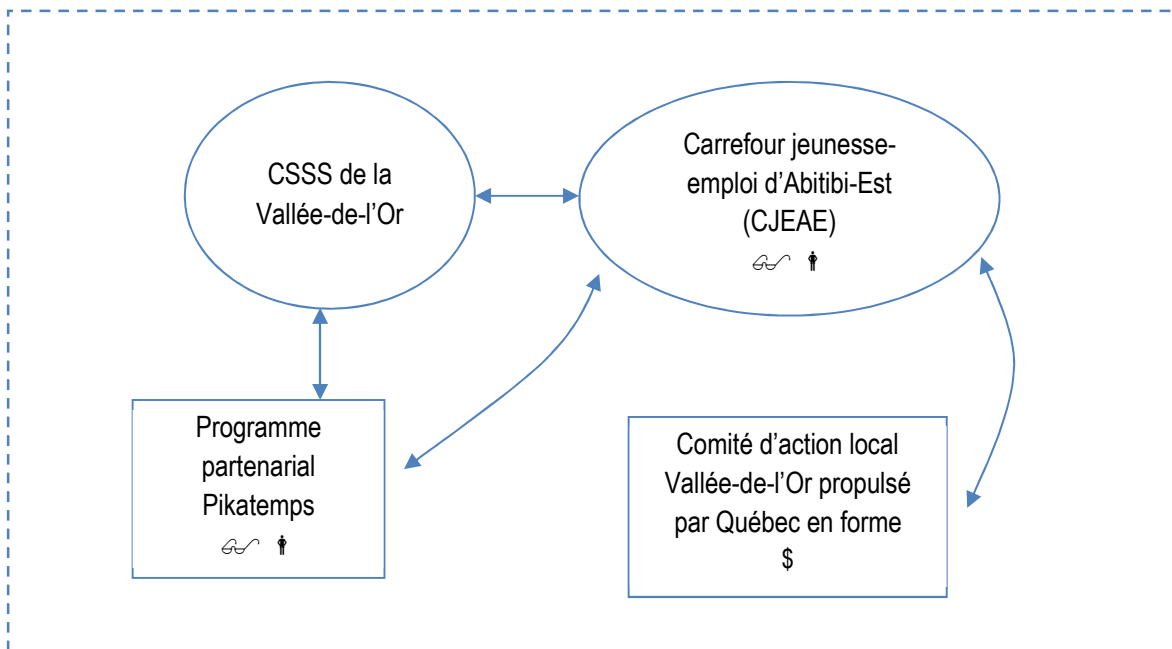 CSSS de la
Vallée-de-l’Or
Carrefour jeunesse-
emploi d’Abitibi-Est
(CJEAE)
Programme
partenarial
Pikatemps
Comité d’action local
Vallée-de-l’Or propulsé
par Québec en forme
$